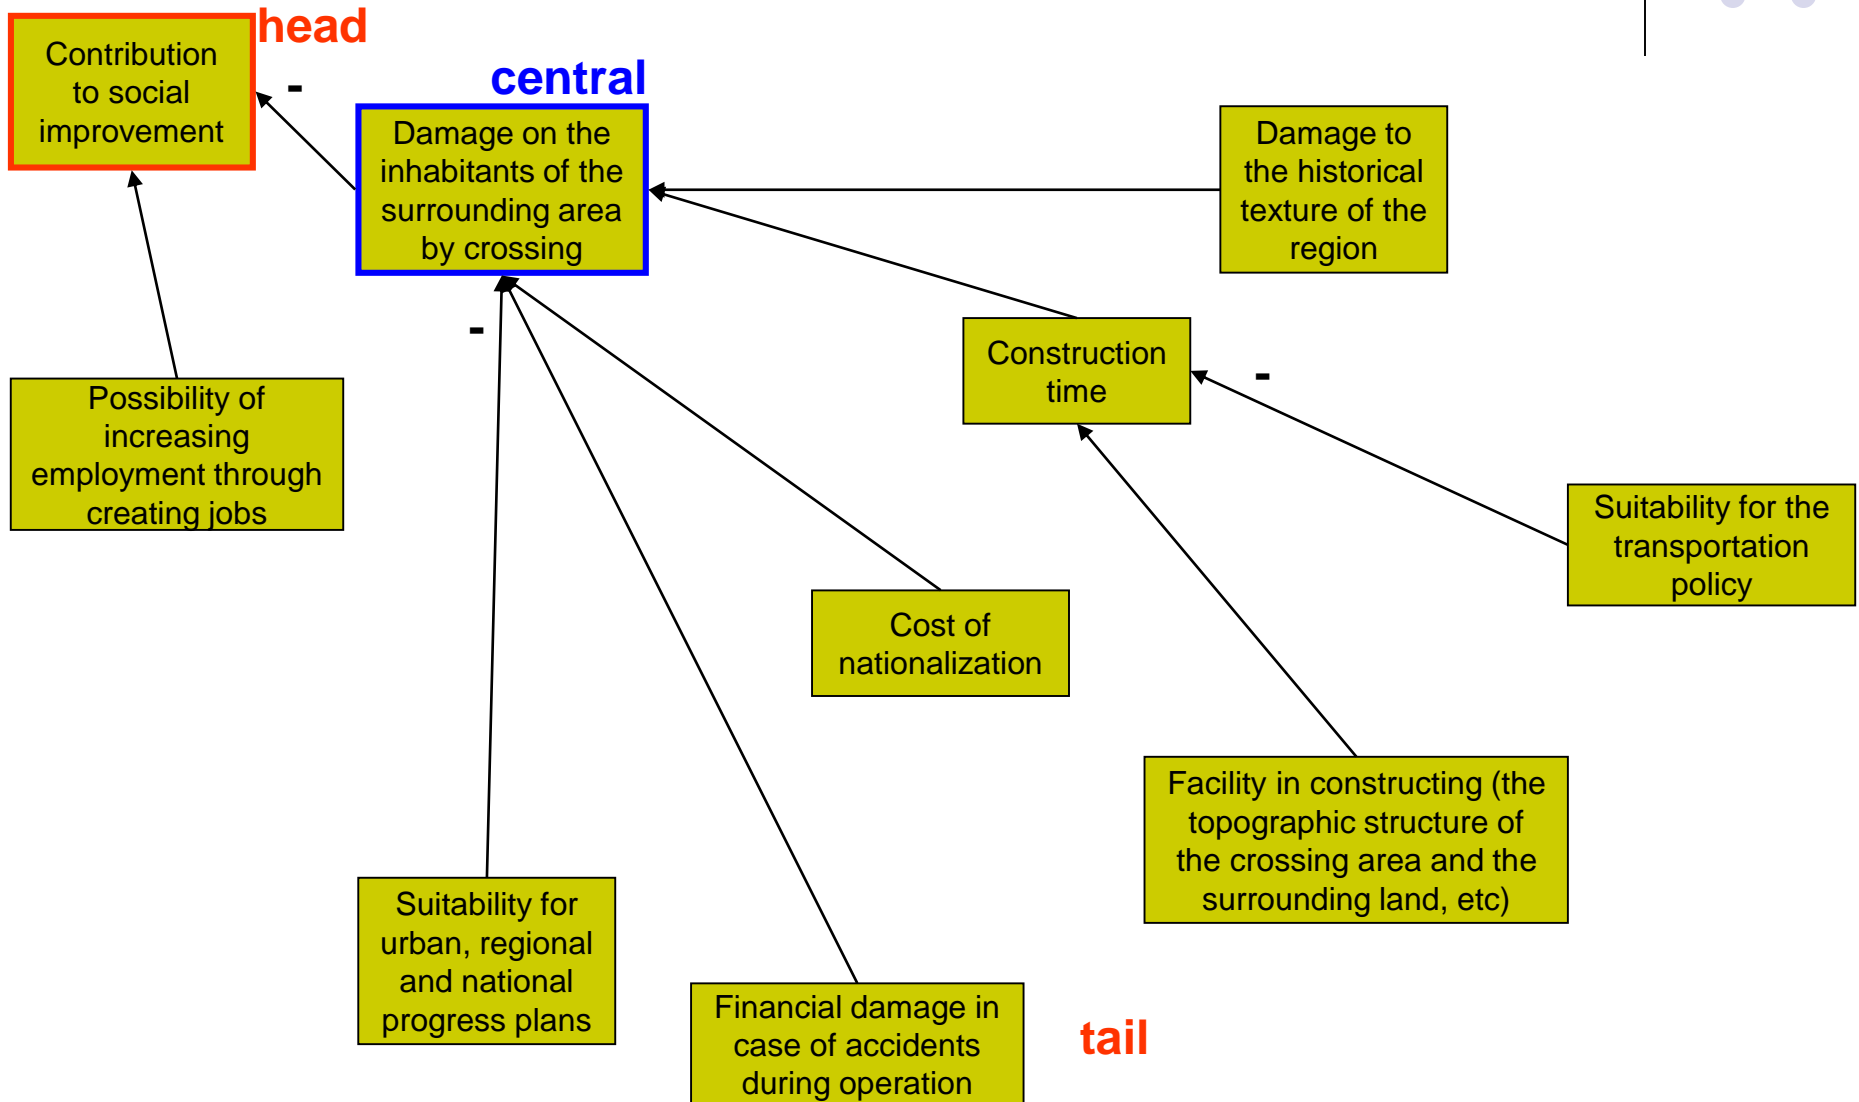 head
Contribution
to social
improvement
-
central
Damage on the
inhabitants of the
surrounding area
by crossing
Damage to
the historical
texture of the
region
-
Construction
time
-
Possibility of
increasing
employment through
creating jobs
Suitability for the
transportation
policy
Cost of
nationalization
Facility in constructing (the
topographic structure of
the crossing area and the
surrounding land, etc)
Suitability for
urban, regional
and national
progress plans
Financial damage in
case of accidents
during operation
tail